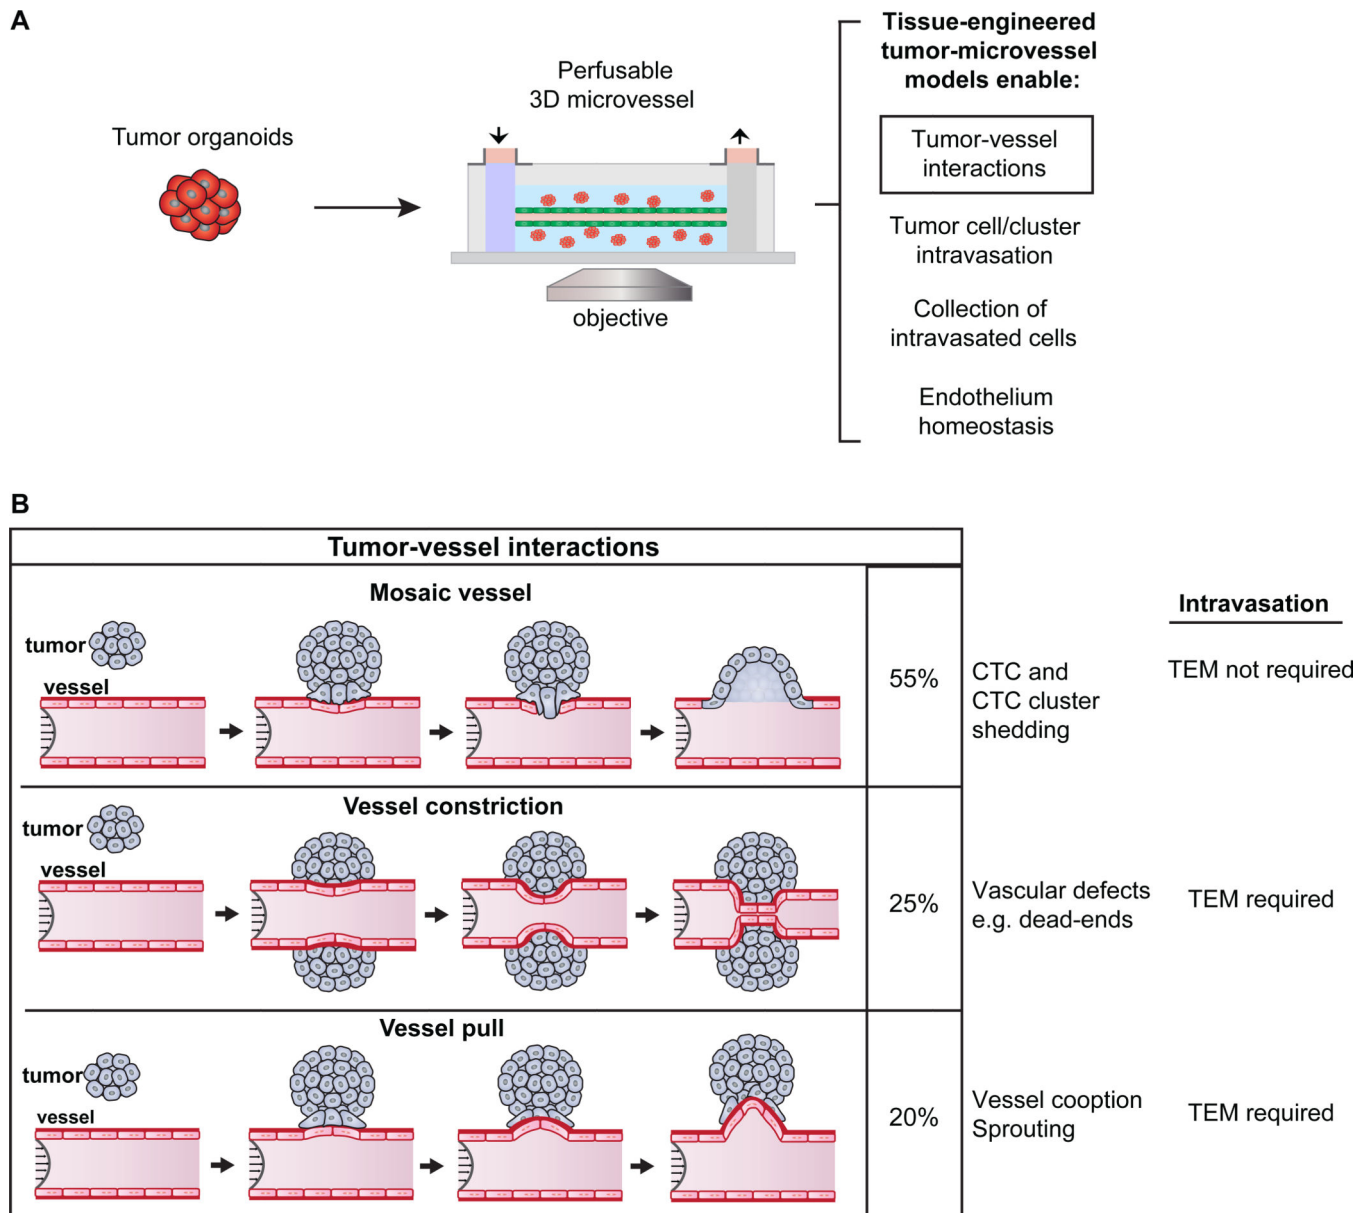 A
Tumor organoids
Perfusable
3D microvessel
objective
Tissue-engineered
tumor-microvessel
models enable:
Tumor-vessel
interactions
Tumor cell/cluster
intravasation
Collection of
intravasated cells
Endothelium
homeostasis
B
Tumor-vessel interactions
Mosaic vessel
tumor
vessel
55%
CTC and
CTC cluster
shedding
Intravasation
TEM not required
Vessel constriction
tumor
vessel
25%
Vascular defects
e.g. dead-ends
TEM required
Vessel pull
tumor
vessel
20%
Vessel cooption
Sprouting
TEM required